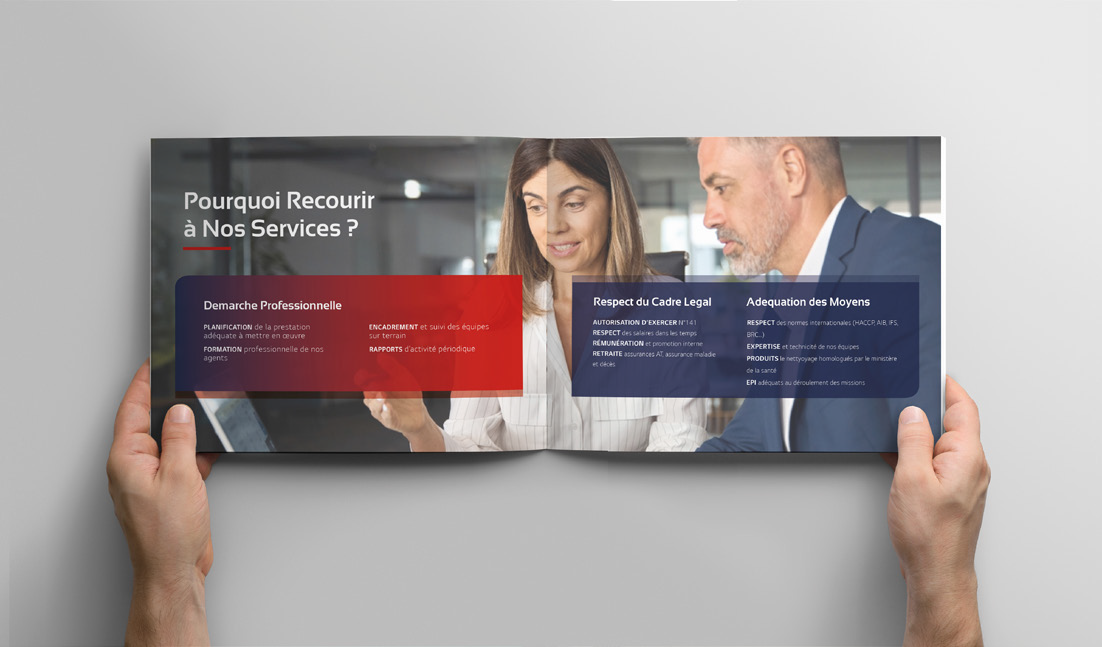 Pourquoi Recourir
à Nos Services ?
Demarche Professionnelle
PLANIFICATION de la prestation
adéquate à mettre en œuvre
FORMATION professionnelle de nos
agents
ENCADREMENT et suivi des équipes
sur terrain
RAPPORTS d'activité périodique
Respect du Cadre Legal
AUTORISATION D'EXERCER N°141
RESPECT des salaires dans les temps
RÉMUNÉRATION et promotion interne
RETRAITE assurances AT, assurance maladie
et décès
Adequation des Moyens
RESPECT des normes internationales (HACCP, AIB, IFS,
BRC...)
EXPERTISE et technicité de nos équipes
PRODUITS le nettyoyage homologués par le ministère
de la santé
EPI adéquats au déroulement des missions